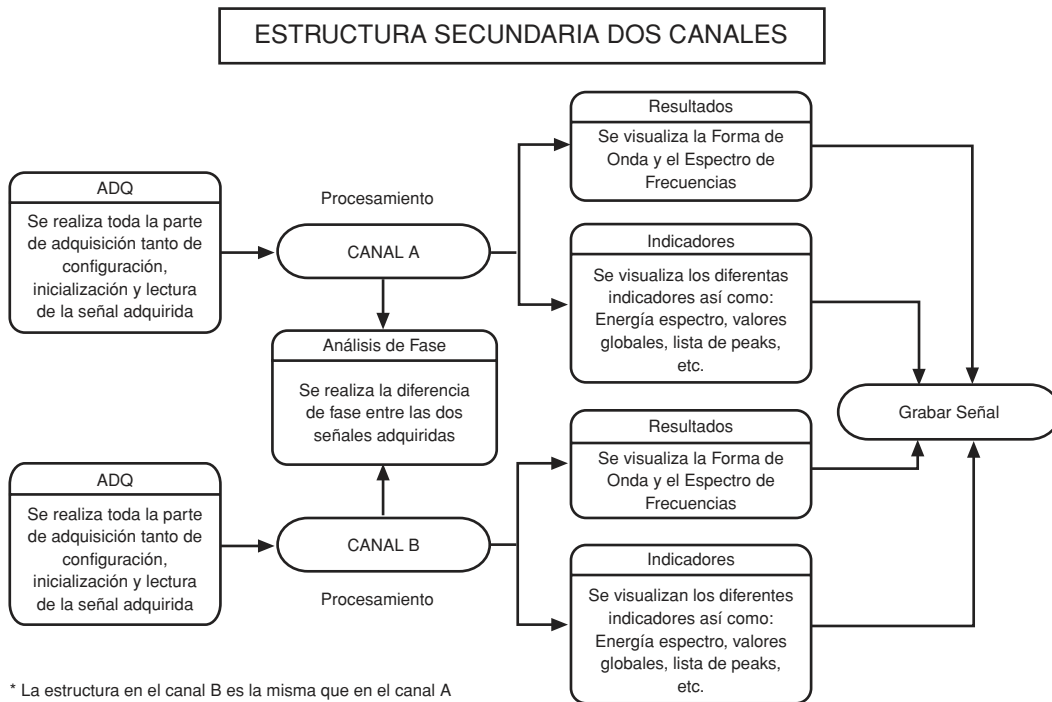 ESTRUCTURA SECUNDARIA DOS CANALES
ADQ
Se realiza toda la parte
de adquisición tanto de
configuración,
inicialización y lectura
de la señal adquirida
Procesamiento
CANAL A
Resultados
Se visualiza la Forma de
Onda y el Espectro de
Frecuencias
Indicadores
Se visualiza los diferentas
indicadores así como:
Energía espectro, valores
globales, lista de peaks,
etc.
Análisis de Fase
Se realiza la diferencia
de fase entre las dos
señales adquiridas
Grabar Señal
ADQ
Se realiza toda la parte
de adquisición tanto de
configuración,
inicialización y lectura
de la señal adquirida
CANAL B
Procesamiento
Resultados
Se visualiza la Forma de
Onda y el Espectro de
Frecuencias
Indicadores
Se visualizan los diferentes
indicadores así como:
Energía espectro, valores
globales, lista de peaks,
etc.
* La estructura en el canal B es la misma que en el canal A